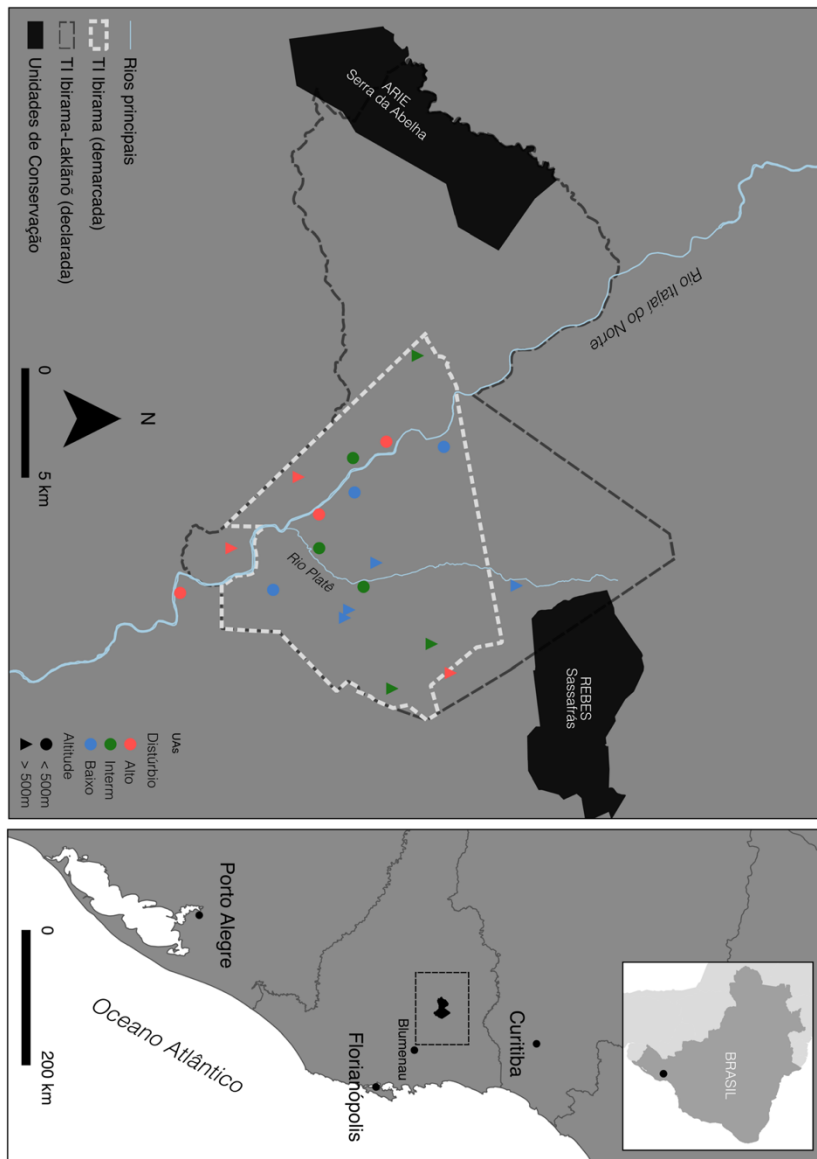 ARIE
Serra da Abelha
Rio Itajaí do Norte
REBES
Sassafrás
Rio Platê
Rios principais
TI Ibirama (demarcada)
TI Ibirama-Laklãnõ (declarada)
Unidades de Conservação
0
5 km
N
UAs
Distúrbio
Alto
Interm
Baixo
Altitude
< 500m
> 500m
BRASIL
Curitiba
Blumenau
Florianópolis
Porto Alegre
Oceano Atlântico
0
200 km